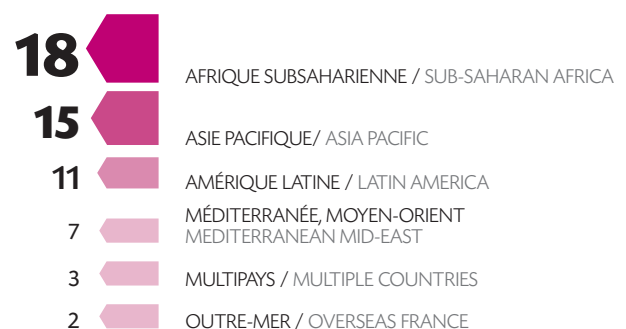 18 AFRIQUE SUBSAHARIENNE / SUB-SAHARAN AFRICA
15 ASIE PACIFIQUE/ ASIA PACIFIC
11 AMÉRIQUE LATINE / LATIN AMERICA
7 MÉDITERRANÉE, MOYEN-ORIENT
MEDITERRANEAN MID-EAST
3 MULTIPAYS / MULTIPLE COUNTRIES
2 OUTRE-MER / OVERSEAS FRANCE